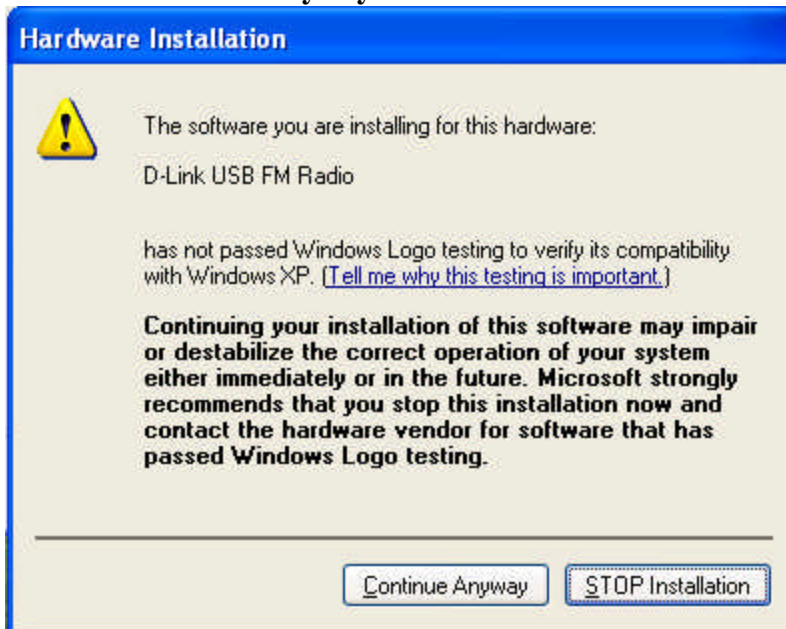 Hardware Installation
The software you are installing for this hardware:
D-Link USB FM Radio
has not passed Windows Logo testing to verify its compatibility
with Windows XP. (Tell me why this testing is important.)
Continuing your installation of this software may impair
or destabilize the correct operation of your system
either immediately or in the future. Microsoft strongly
recommends that you stop this installation now and
contact the hardware vendor for software that has
passed Windows Logo testing.
Continue Anyway STOP Installation